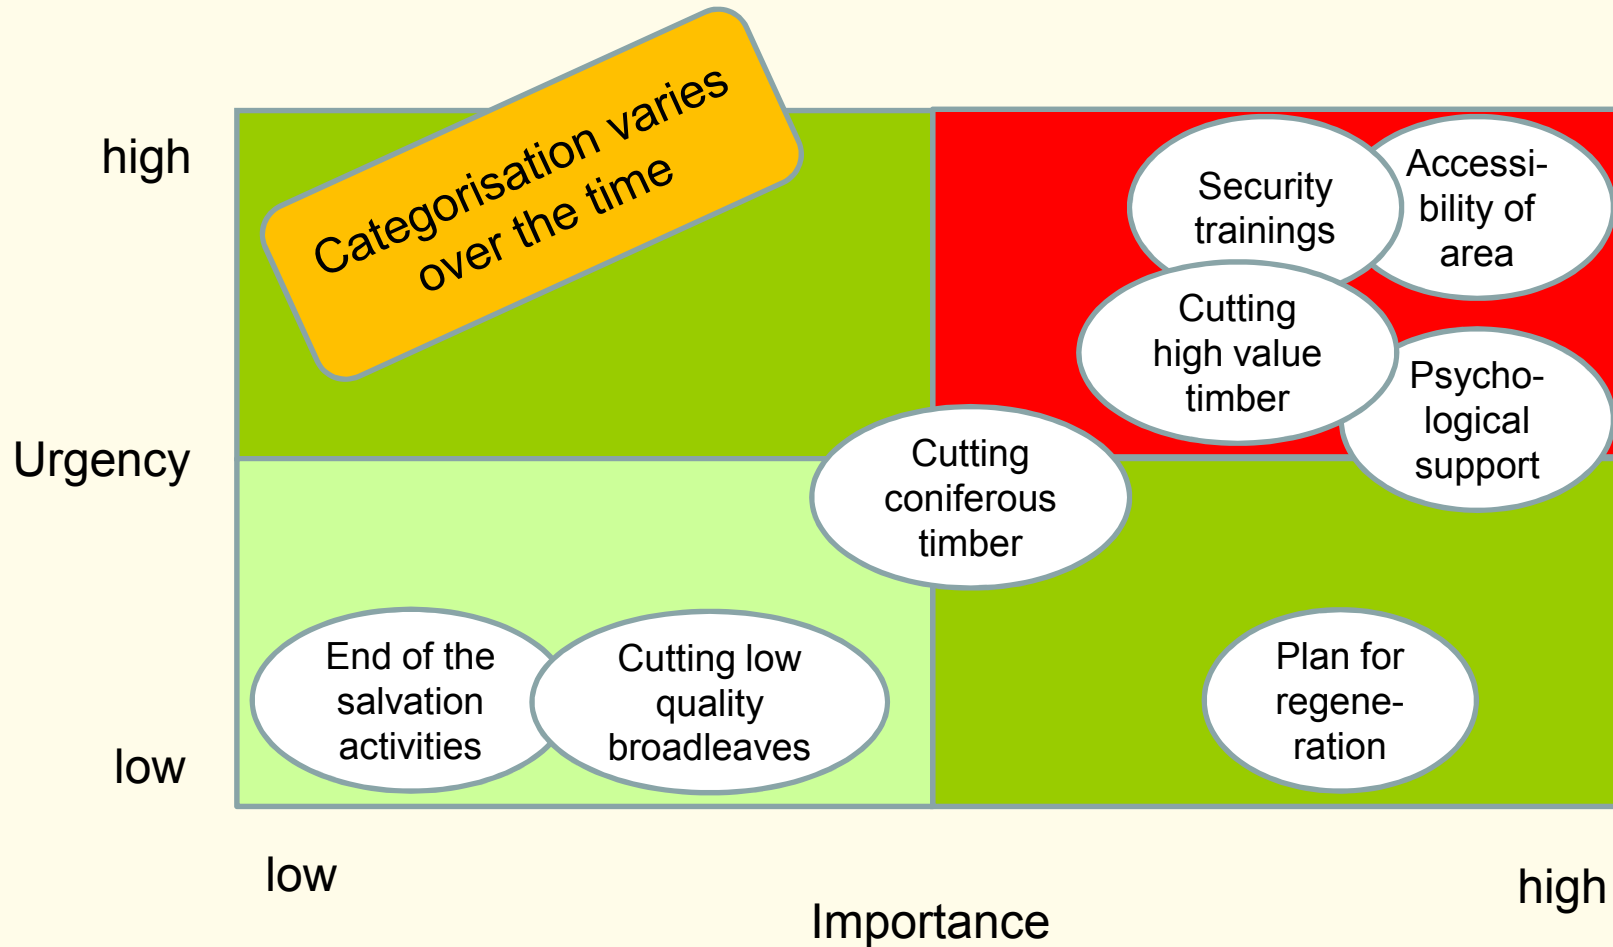 Categorisation varies
over the time
high
Security
trainings
Accessi-
bility of
area
Cutting
high value
timber
Psycho-
logical
support
Urgency
Cutting
coniferous
timber
End of the
salvation
activities
Cutting low
quality
broadleaves
Plan for
regene-
ration
low
low
high
Importance